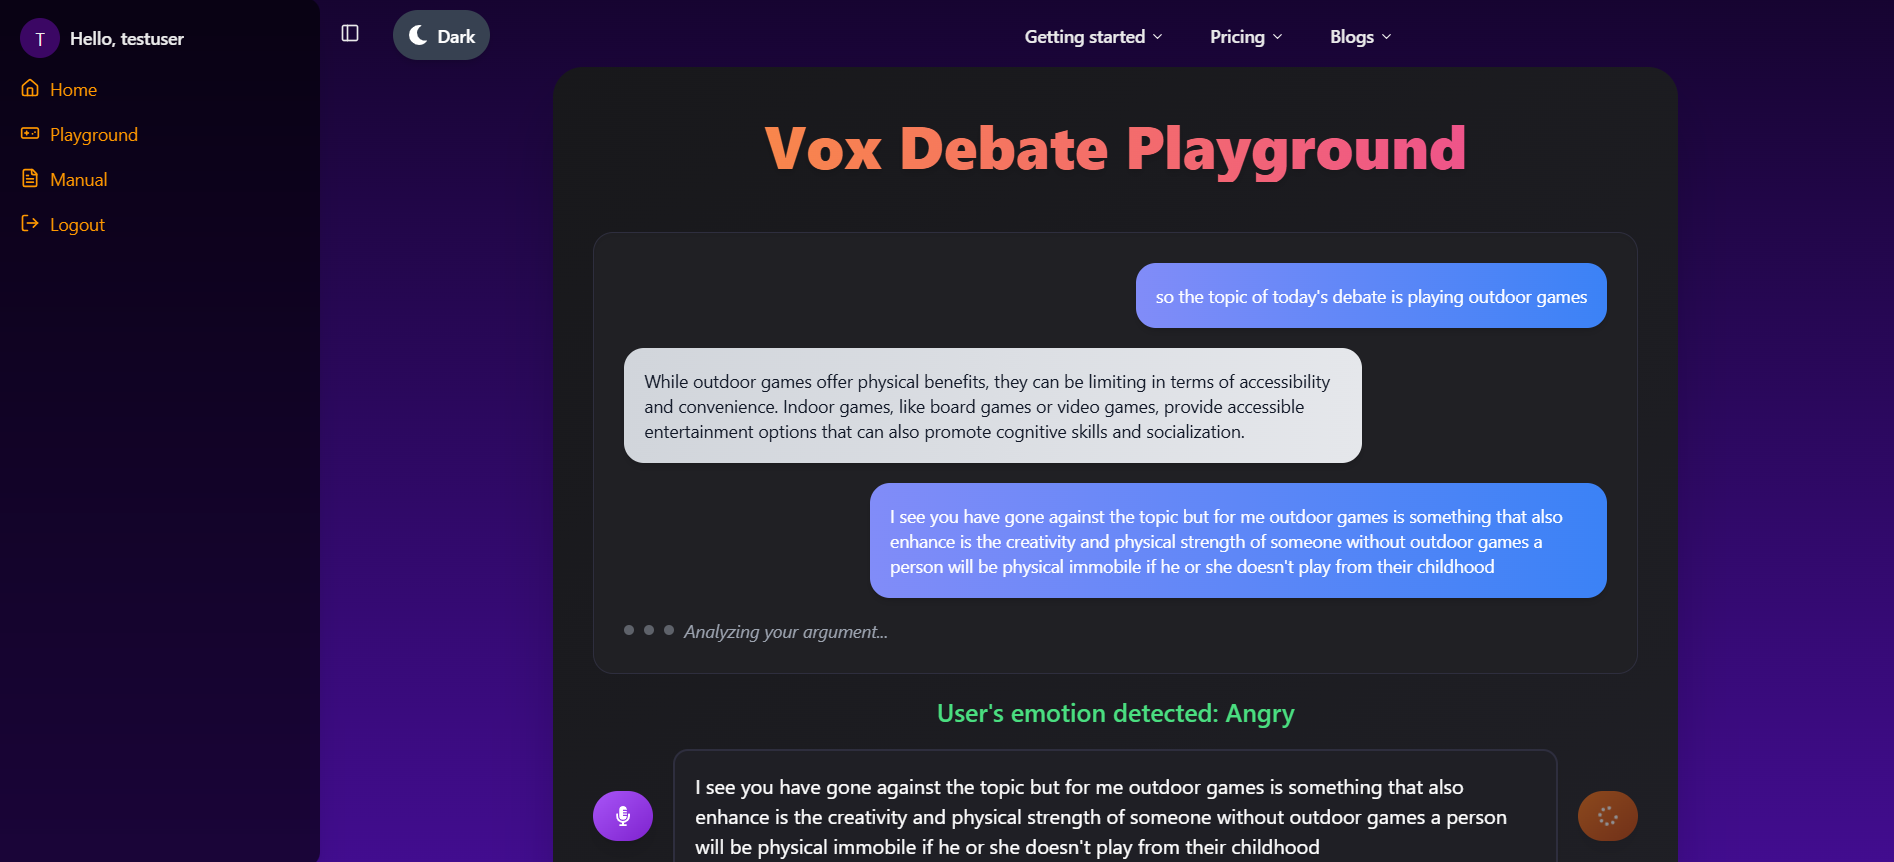 T
Hello, testuser
Home
Playground
Manual
Logout
Dark
Getting started
Pricing
Blogs
Vox Debate Playground
so the topic of today's debate is playing outdoor games
While outdoor games offer physical benefits, they can be limiting in terms of accessibility
and convenience. Indoor games, like board games or video games, provide accessible
entertainment options that can also promote cognitive skills and socialization.
I see you have gone against the topic but for me outdoor games is something that also
enhance is the creativity and physical strength of someone without outdoor games a
person will be physical immobile if he or she doesn't play from their childhood
Analyzing your argument...
User's emotion detected: Angry
I see you have gone against the topic but for me outdoor games is something that also
enhance is the creativity and physical strength of someone without outdoor games a person
will be physical immobile if he or she doesn't play from their childhood